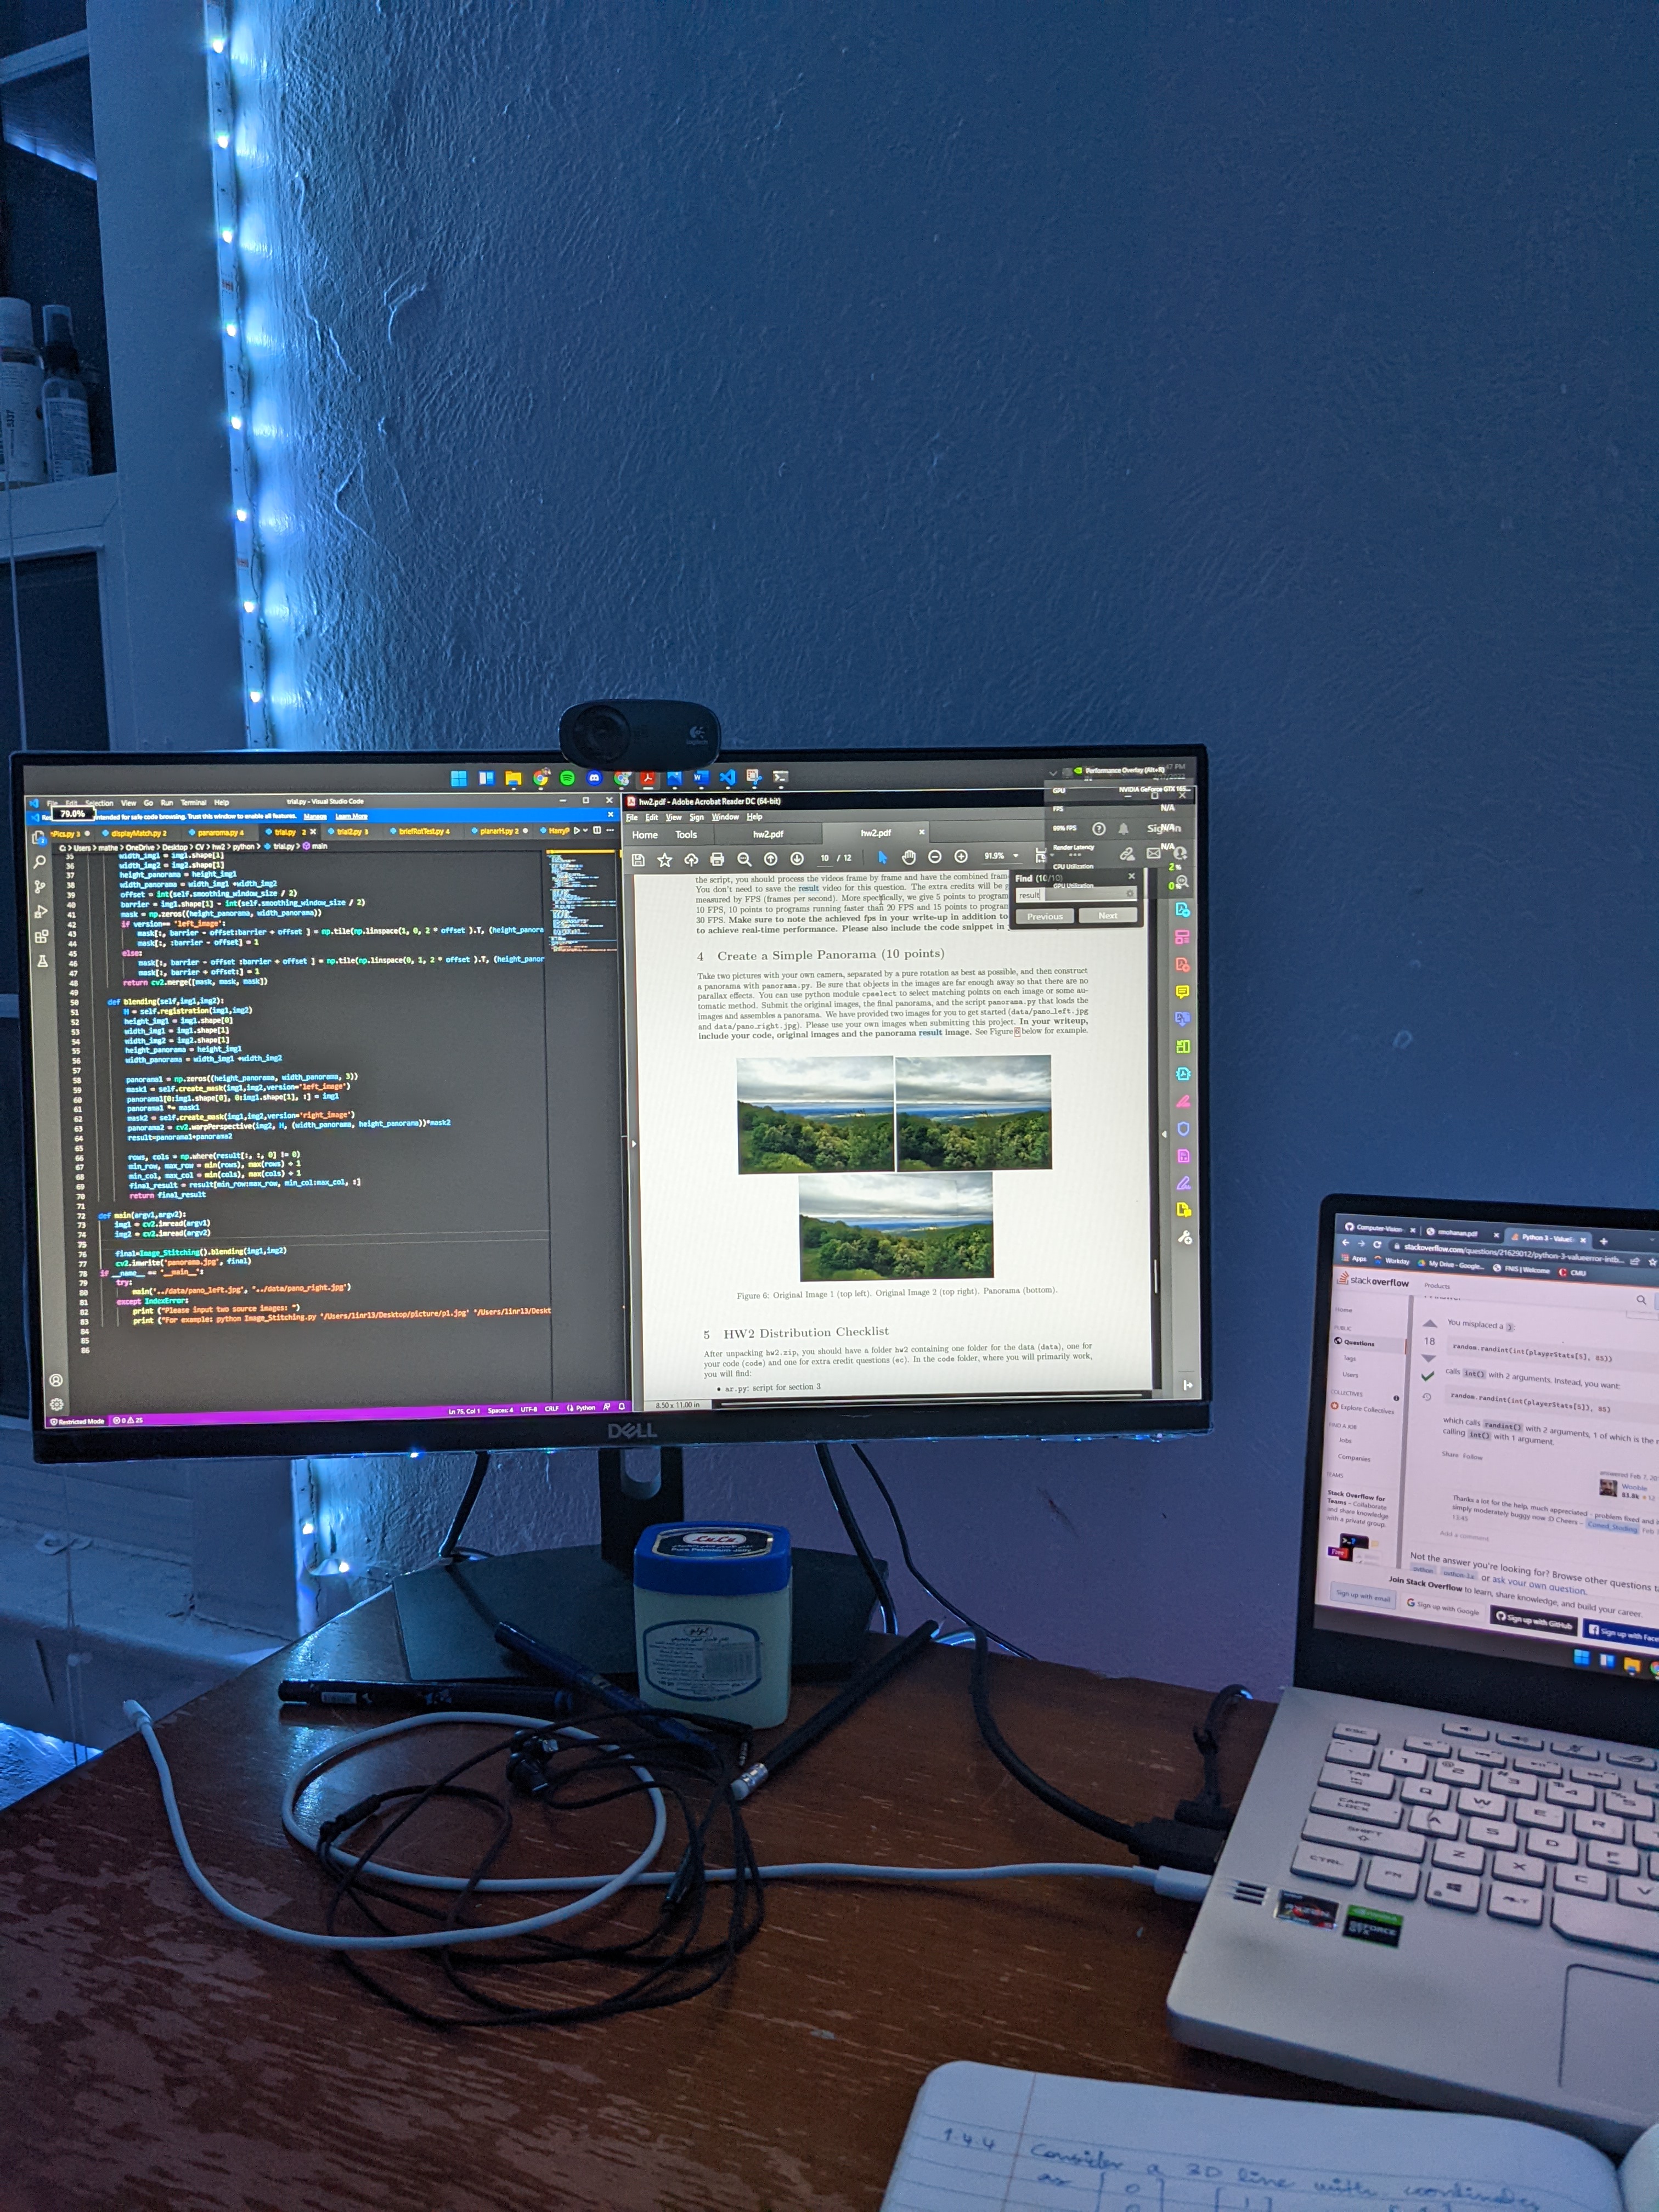 File Edit Selection View Go Run Terminal Help
trial.py - Visual Studio Code
79.0%
intended for safe code browsing. Trust this window to enable all features. Manage Learn More
displayMatch.py 2 panaroma.py 4 trial.py 2 trial2.py 3 briefRotTest.py 4 planarH.py 2 HarryP
C: > Users > mathe > OneDrive > Desktop > CV > hw2 > python > trial.py > main
35 width_img1 = img1.shape[1]
36 width_img2 = img2.shape[1]
37 height_panorama = height_img1
38 width_panorama = width_img1 +width_img2
39 offset = int(self.smoothing_window_size / 2)
40 barrier = img1.shape[1] - int(self.smoothing_window_size / 2)
41 mask = np.zeros((height_panorama, width_panorama))
42 if version== 'left_image':
43 mask[:, barrier - offset:barrier + offset ] = np.tile(np.linspace(1, 0, 2 * offset ).T, (height_panora
44 mask[:, :barrier - offset] = 1
45 else:
46 mask[:, barrier - offset :barrier + offset ] = np.tile(np.linspace(0, 1, 2 * offset ).T, (height_panor
47 mask[:, barrier + offset:] = 1
48 return cv2.merge([mask, mask, mask])
49
50 def blending(self,img1,img2):
51 H = self.registration(img1,img2)
52 height_img1 = img1.shape[0]
53 width_img1 = img1.shape[1]
54 width_img2 = img2.shape[1]
55 height_panorama = height_img1
56 width_panorama = width_img1 +width_img2
57
58 panorama1 = np.zeros((height_panorama, width_panorama, 3))
59 mask1 = self.create_mask(img1,img2,version='left_image')
60 panorama1[0:img1.shape[0], 0:img1.shape[1], :] = img1
61 panorama1 *= mask1
62 mask2 = self.create_mask(img1,img2,version='right_image')
63 panorama2 = cv2.warpPerspective(img2, H, (width_panorama, height_panorama))*mask2
64 result=panorama1+panorama2
65
66 rows, cols = np.where(result[:, :, 0] != 0)
67 min_row, max_row = min(rows), max(rows) + 1
68 min_col, max_col = min(cols), max(cols) + 1
69 final_result = result[min_row:max_row, min_col:max_col, :]
70 return final_result
71
72 def main(argv1,argv2):
73 img1 = cv2.imread(argv1)
74 img2 = cv2.imread(argv2)
75
76 final=Image_Stitching().blending(img1,img2)
77 cv2.imwrite('panorama.jpg', final)
78 if __name__ == '__main__':
79 try:
80 main('../data/pano_left.jpg', '../data/pano_right.jpg')
81 except IndexError:
82 print ("Please input two source images: ")
83 print ("For example: python Image_Stitching.py '/Users/linrl3/Desktop/picture/p1.jpg' '/Users/linrl3/Deskt
84
85
86
Restricted Mode 0 25 Ln 75, Col 1 Spaces: 4 UTF-8 CRLF Python
hw2.pdf - Adobe Acrobat Reader DC (64-bit)
File Edit View Sign Window Help
Home Tools hw2.pdf hw2.pdf
10 / 12 91.9%
Performance Overlay (Alt+R)
GPU NVIDIA GeForce GTX 165...
FPS N/A
99% FPS N/A
Sign In
Render Latency N/A
CPU Utilization 2%
GPU Utilization 0%
Find (10/10)
result
Previous Next
the script, you should process the videos frame by frame and have the combined fram
You don't need to save the result video for this question. The extra credits will be
measured by FPS (frames per second). More specifically, we give 5 points to program
10 FPS, 10 points to programs running faster than 20 FPS and 15 points to program
30 FPS. Make sure to note the achieved fps in your write-up in addition to
to achieve real-time performance. Please also include the code snippet in
4 Create a Simple Panorama (10 points)
Take two pictures with your own camera, separated by a pure rotation as best as possible, and then construct
a panorama with panorama.py. Be sure that objects in the images are far enough away so that there are no
parallax effects. You can use python module cpselect to select matching points on each image or some au-
tomatic method. Submit the original images, the final panorama, and the script panorama.py that loads the
images and assembles a panorama. We have provided two images for you to get started (data/pano_left.jpg
and data/pano_right.jpg). Please use your own images when submitting this project. In your writeup,
include your code, original images and the panorama result image. See Figure 6 below for example.
Figure 6: Original Image 1 (top left). Original Image 2 (top right). Panorama (bottom).
5 HW2 Distribution Checklist
After unpacking hw2.zip, you should have a folder hw2 containing one folder for the data (data), one for
your code (code) and one for extra credit questions (ec). In the code folder, where you will primarily work,
you will find:
• ar.py: script for section 3
8.50 x 11.00 in
DELL
logitech
Pure Petroleum Jelly
Computer-Vision rmohanan.pdf Python 3 - ValueE
stackoverflow.com/questions/21629012/python-3-valueerror-intb...
Apps Workday My Drive - Google... FNIS | Welcome CMU
stack overflow Products
Home
PUBLIC
Questions
Tags
Users
COLLECTIVES
Explore Collectives
FIND A JOB
Jobs
Companies
TEAMS
Stack Overflow for
Teams – Collaborate
and share knowledge
with a private group.
Free
You misplaced a )
18
random.randint(int(playerStats[5], 85))
calls int() with 2 arguments. Instead, you want:
random.randint(int(playerStats[5]), 85)
which calls randint() with 2 arguments, 1 of which is the
calling int() with 1 argument.
Share Follow
answered Feb 7, 20
Wooble
83.8k 12
Thanks a lot for the help, much appreciated - problem fixed and
simply moderately buggy now :D Cheers –
13:45
Add a comment
Not the answer you're looking for? Browse other questions
python python-3.x or ask your own question.
Join Stack Overflow to learn, share knowledge, and build your career.
Sign up with email Sign up with Google Sign up with GitHub Sign up with Face
ESC
TAB Q W E R
CAPS LOCK A S D F
SHIFT Z X C V
CTRL FN ALT
RYZEN
GEFORCE GTX
1.4.4 Consider a 3D line with coordinates
as